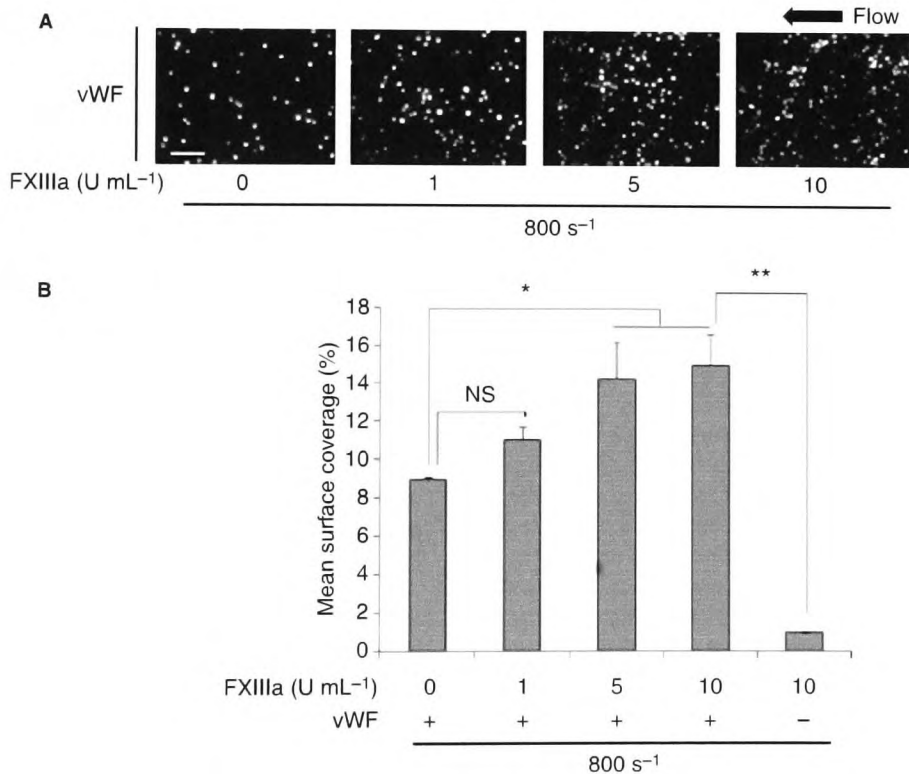 A
Flow
vWF
FXIIIa (U mL⁻¹) 0 1 5 10
800 s⁻¹
B
Mean surface coverage (%)
18
16
14
12
10
8
6
4
2
0
*
**
NS
FXIIIa (U mL⁻¹) 0 1 5 10 10
vWF + + + + −
800 s⁻¹